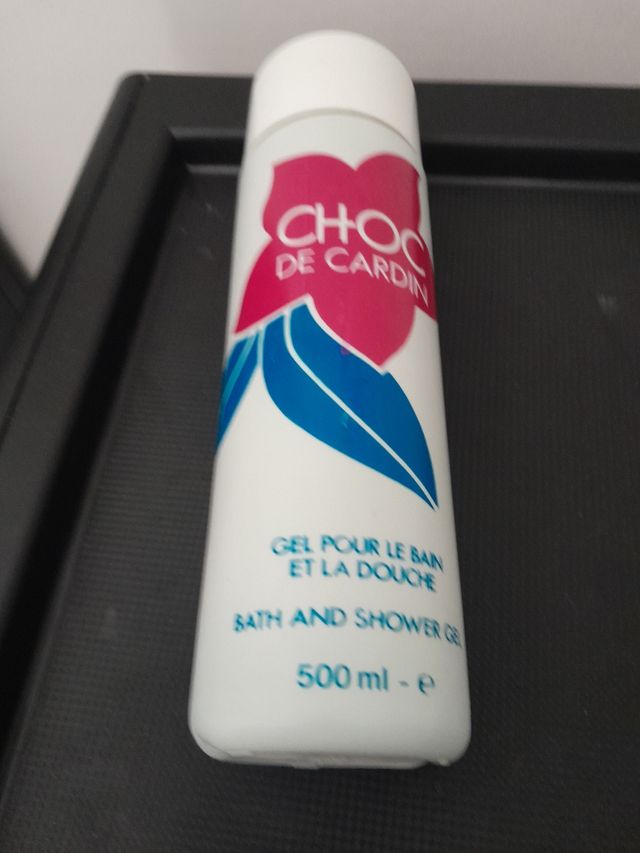 CHOC
DE CARDIN
GEL POUR LE BAIN
ET LA DOUCHE
BATH AND SHOWER GEL
500 ml - ℮